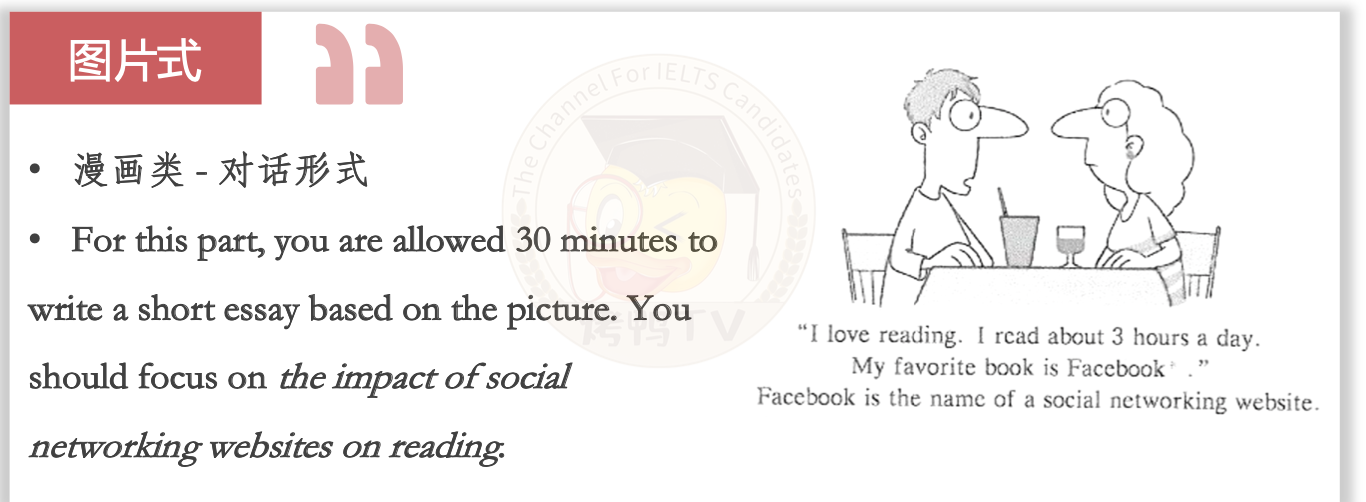 图片式
漫画类 - 对话形式
For this part, you are allowed 30 minutes to
write a short essay based on the picture. You
should focus on the impact of social
networking websites on reading.
The Channel For IELTS Candidates
烤鸭TV
“I love reading. I read about 3 hours a day.
My favorite book is Facebook .”
Facebook is the name of a social networking website.